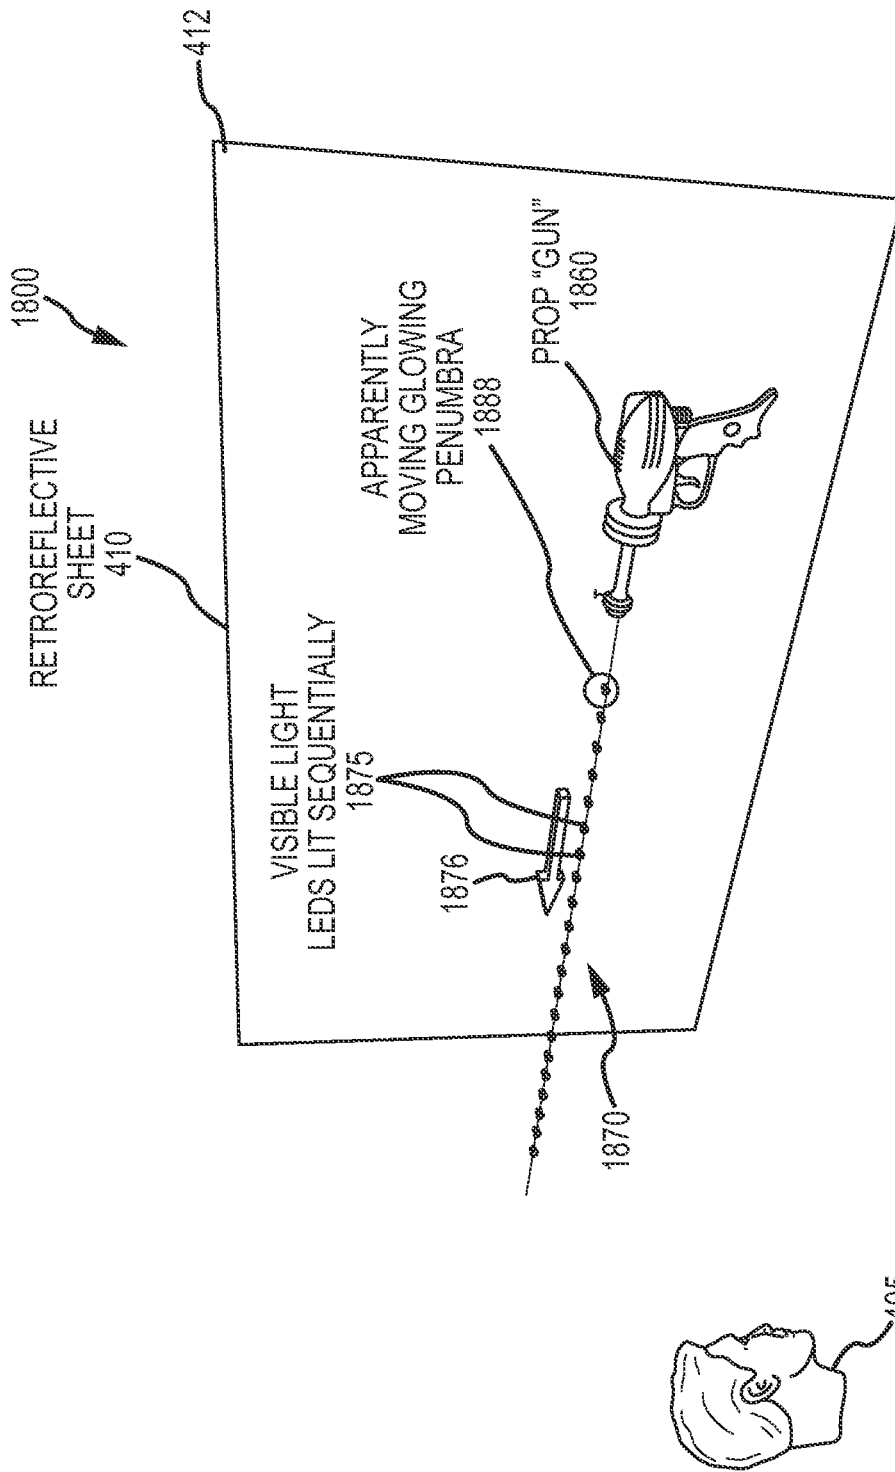 1800
RETROREFLECTIVE
SHEET
410
412
VISIBLE LIGHT
LEDS LIT SEQUENTIALLY
1875
APPARENTLY
MOVING GLOWING
PENUMBRA
1888
1876
PROP “GUN”
1860
1870